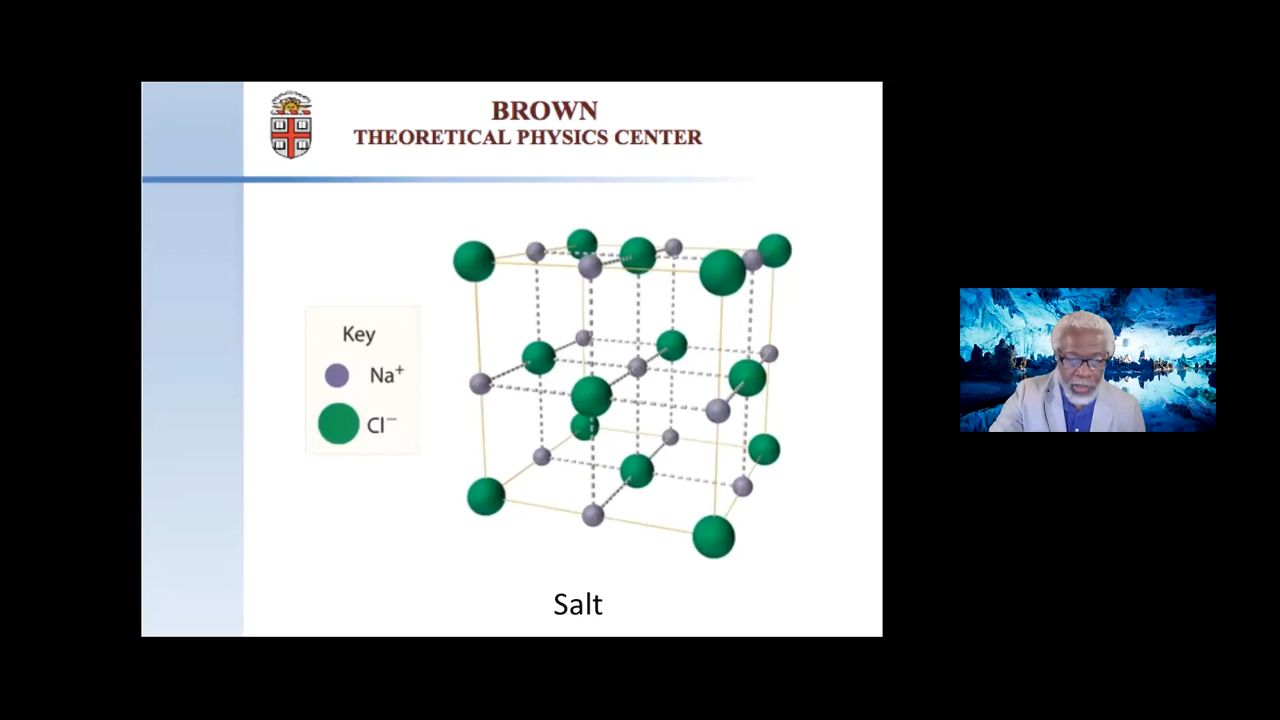 BROWN
THEORETICAL PHYSICS CENTER
Key
Na⁺
Cl⁻
Salt